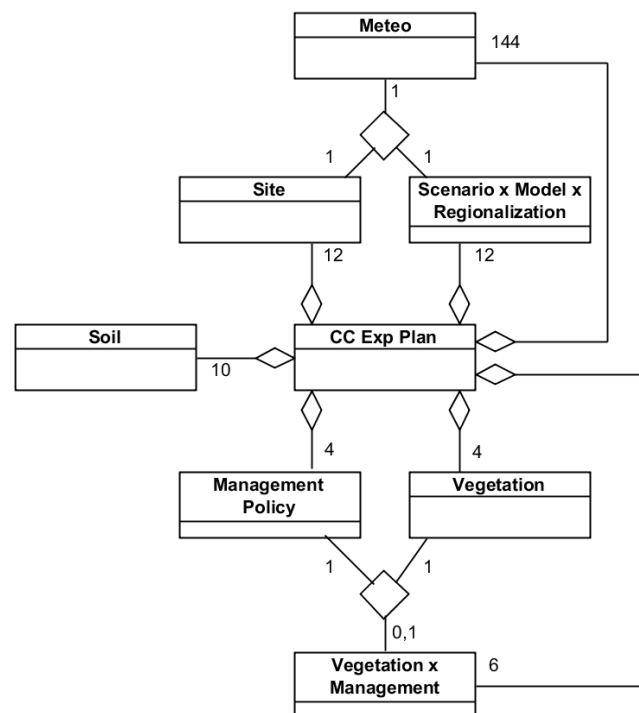 Meteo
144
1
1
1
Site
Scenario x Model x
Regionalization
12
12
Soil
CC Exp Plan
10
4
4
Management
Policy
Vegetation
1
1
0,1
Vegetation x
Management
6